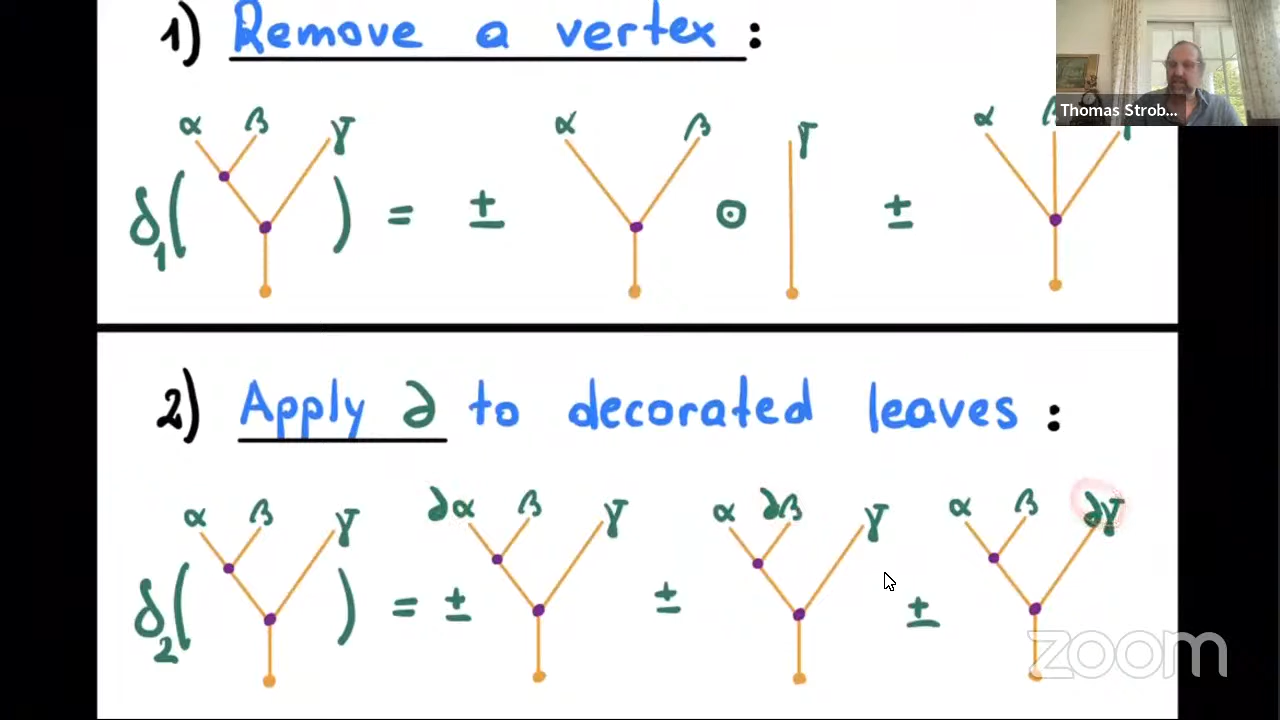 1) Remove a vertex :
Thomas Strob...
α β γ α β γ α β
δ₁( ) = ± ⊙ ±
2) Apply ∂ to decorated leaves :
α β γ ∂α β γ α ∂β γ α β ∂γ
δ₂( ) = ± ± ±
zoom